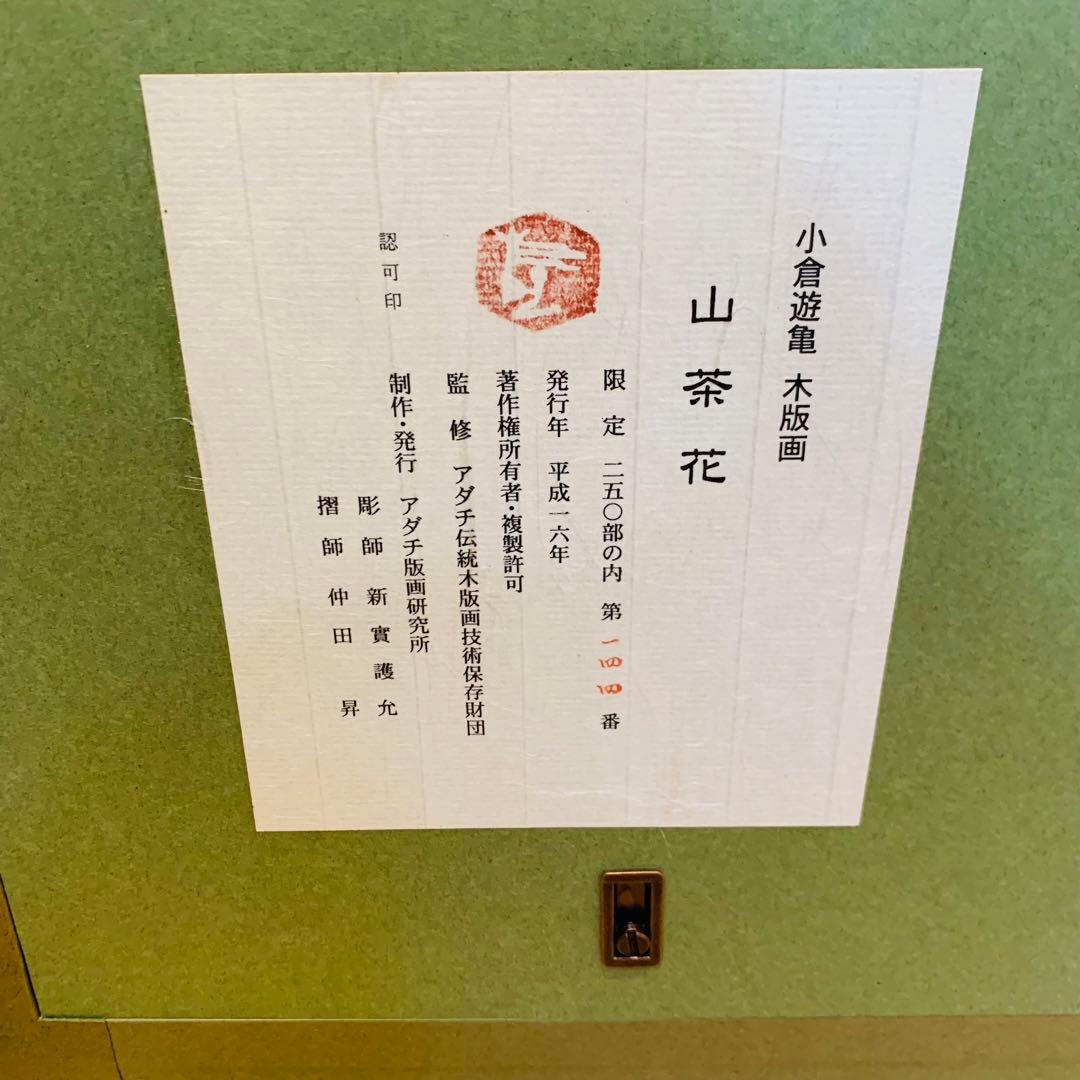 小倉遊亀 木版画
山茶花
限定 二五〇部の内 第一四四番
発行年 平成一六年
著作権所有者・複製許可
監修 アダチ伝統木版画技術保存財団
制作・発行 アダチ版画研究所
彫師 新實護允
摺師 仲田昇
認可印